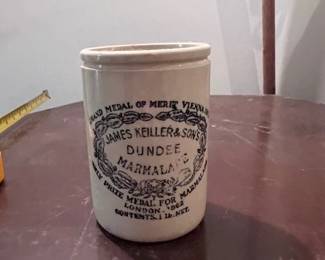 GRAND MEDAL OF MERIT VIENNA
JAMES KEILLER & SON'S
DUNDEE
MARMALADE
PRIZE MEDAL FOR MARMALADE
LONDON, 1862
CONTENTS, 1 lb. NET.